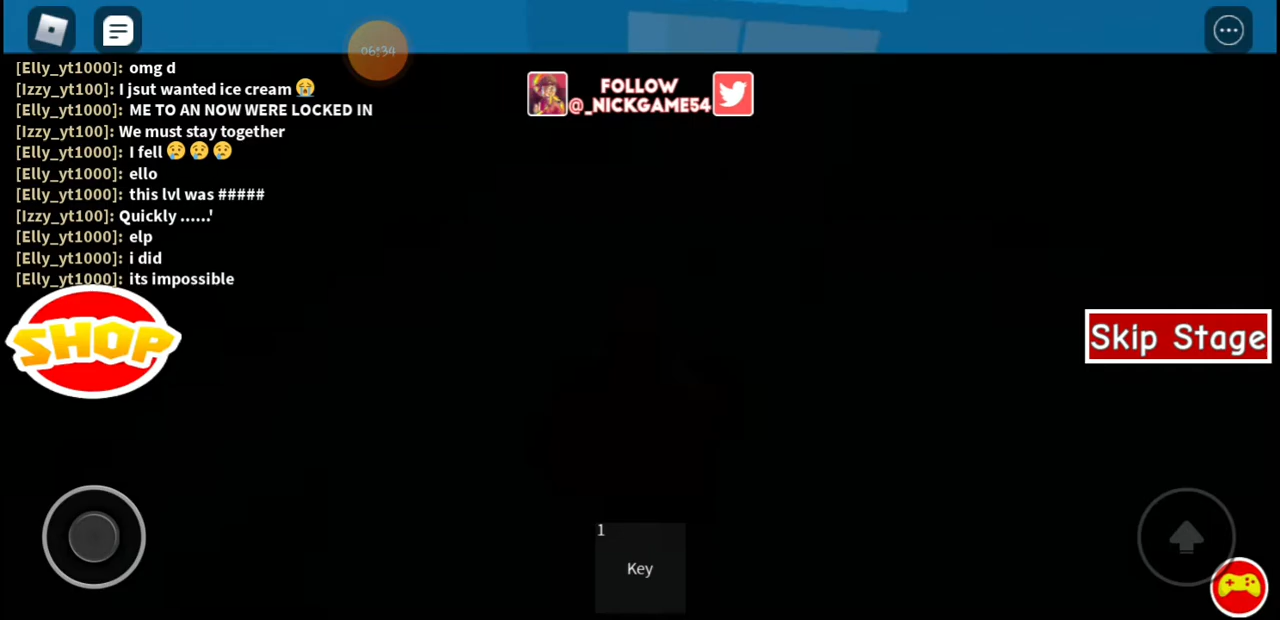 06:34
[Elly_yt1000]: omg d
[Izzy_yt100]: I jsut wanted ice cream 😭
[Elly_yt1000]: ME TO AN NOW WERE LOCKED IN
[Izzy_yt100]: We must stay together
[Elly_yt1000]: I fell 😢 😢 😢
[Elly_yt1000]: ello
[Elly_yt1000]: this lvl was #####
[Izzy_yt100]: Quickly ......'
[Elly_yt1000]: elp
[Elly_yt1000]: i did
[Elly_yt1000]: its impossible
FOLLOW
@_NICKGAME54
SHOP
Skip Stage
1
Key